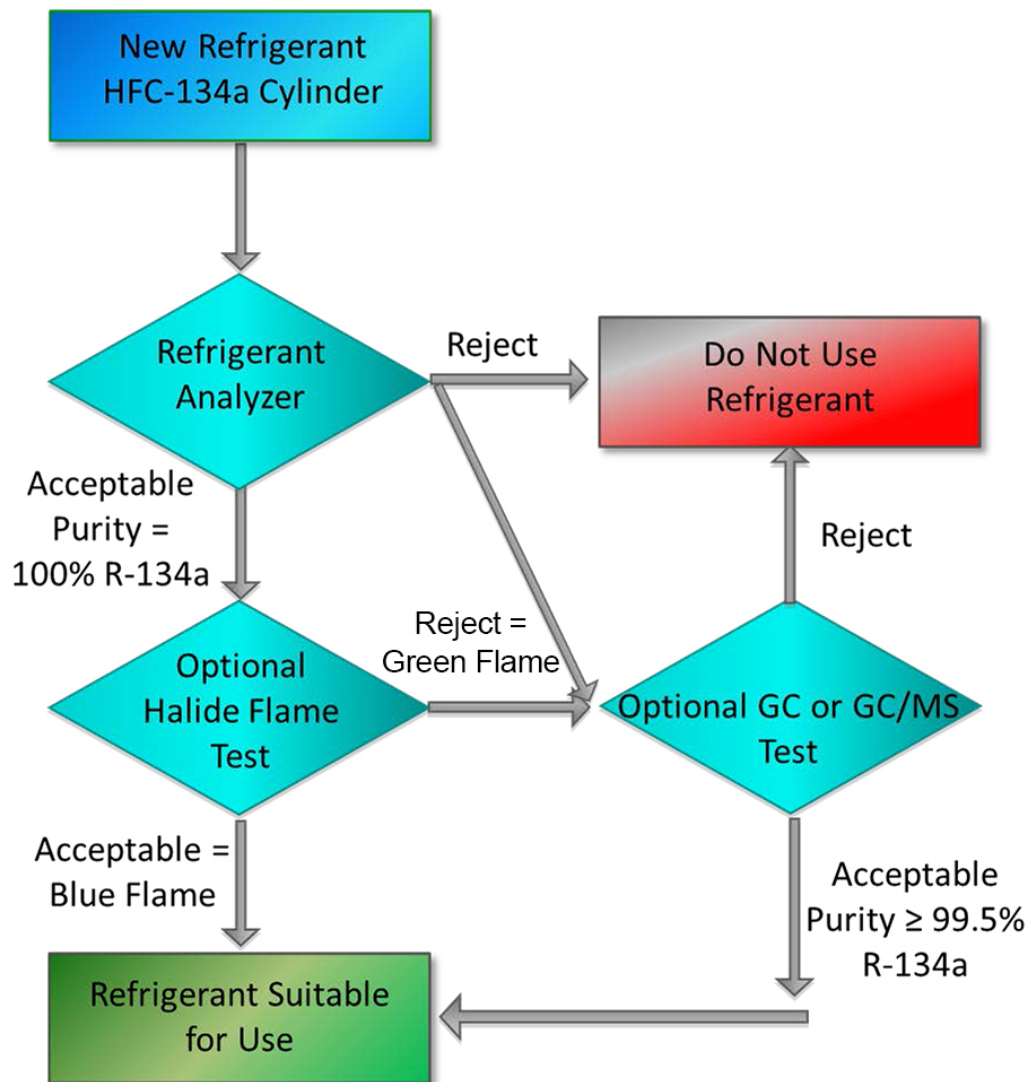 New Refrigerant
HFC-134a Cylinder
Refrigerant
Analyzer
Reject
Do Not Use
Refrigerant
Acceptable
Purity =
100% R-134a
Reject
Reject =
Green Flame
Optional
Halide Flame
Test
Optional GC or GC/MS
Test
Acceptable =
Blue Flame
Acceptable
Purity ≥ 99.5%
R-134a
Refrigerant Suitable
for Use